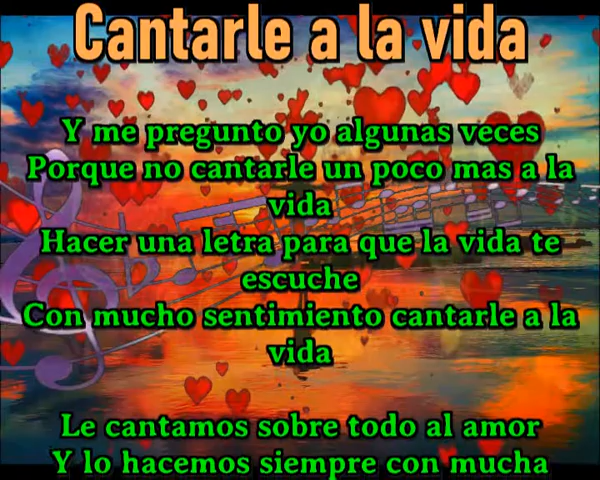 Cantarle a la vida
Y me pregunto yo algunas veces
Porque no cantarle un poco mas a la
vida
Hacer una letra para que la vida te
escuche
Con mucho sentimiento cantarle a la
vida
Le cantamos sobre todo al amor
Y lo hacemos siempre con mucha